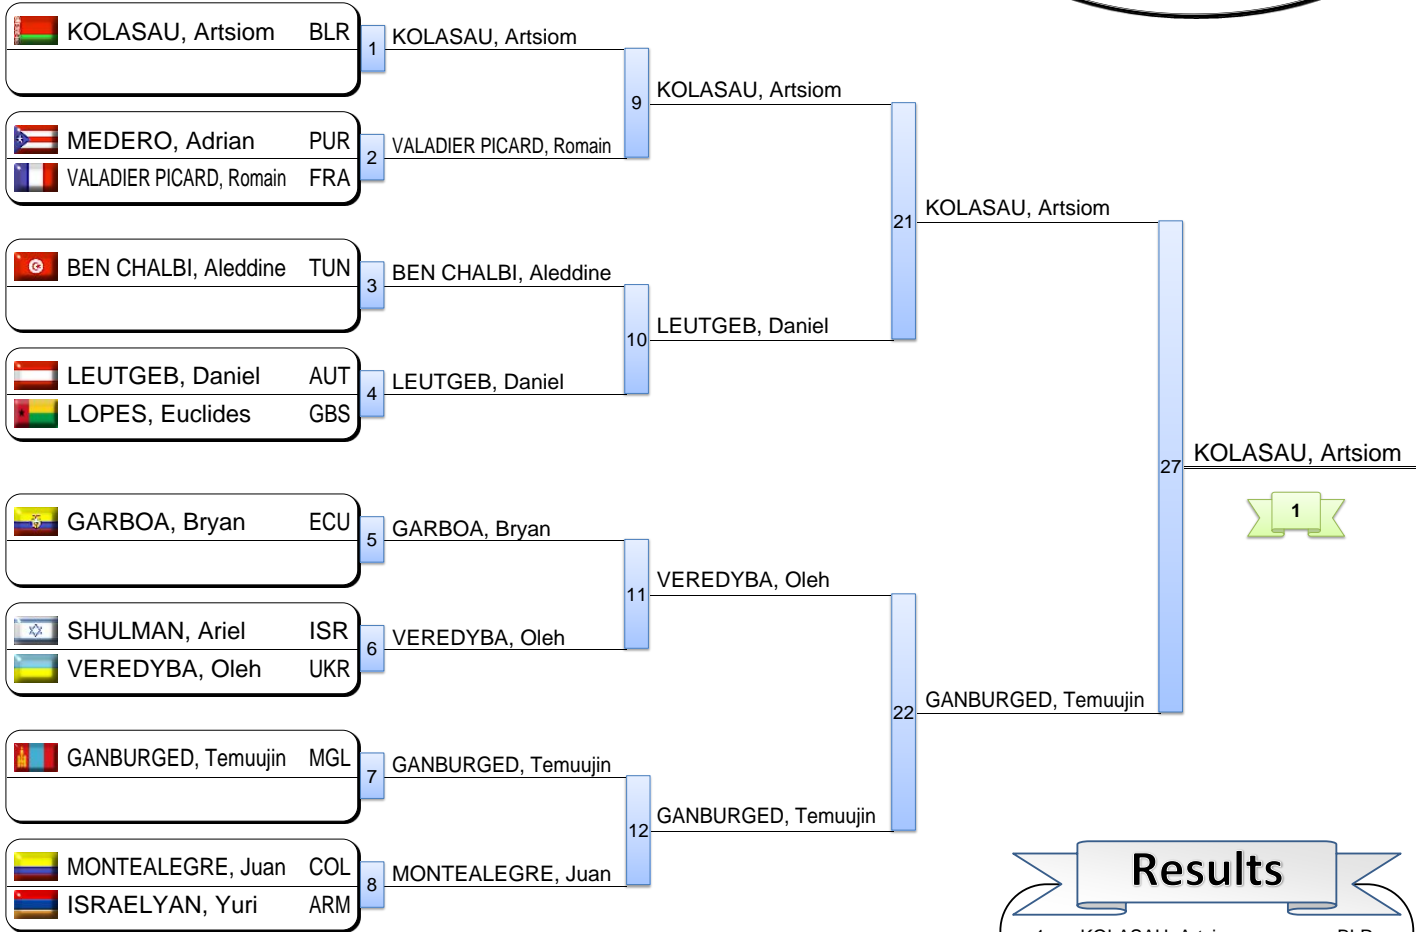 KOLASAU, Artsiom BLR
1
KOLASAU, Artsiom
MEDERO, Adrian PUR
VALADIER PICARD, Romain FRA
2
VALADIER PICARD, Romain
9
KOLASAU, Artsiom
BEN CHALBI, Aleddine TUN
3
BEN CHALBI, Aleddine
LEUTGEB, Daniel AUT
LOPES, Euclides GBS
4
LEUTGEB, Daniel
10
LEUTGEB, Daniel
21
KOLASAU, Artsiom
GARBOA, Bryan ECU
5
GARBOA, Bryan
SHULMAN, Ariel ISR
VEREDYBA, Oleh UKR
6
VEREDYBA, Oleh
11
VEREDYBA, Oleh
GANBURGED, Temuujin MGL
7
GANBURGED, Temuujin
MONTEALEGRE, Juan COL
ISRAELYAN, Yuri ARM
8
MONTEALEGRE, Juan
12
GANBURGED, Temuujin
22
GANBURGED, Temuujin
27
KOLASAU, Artsiom
1
Results